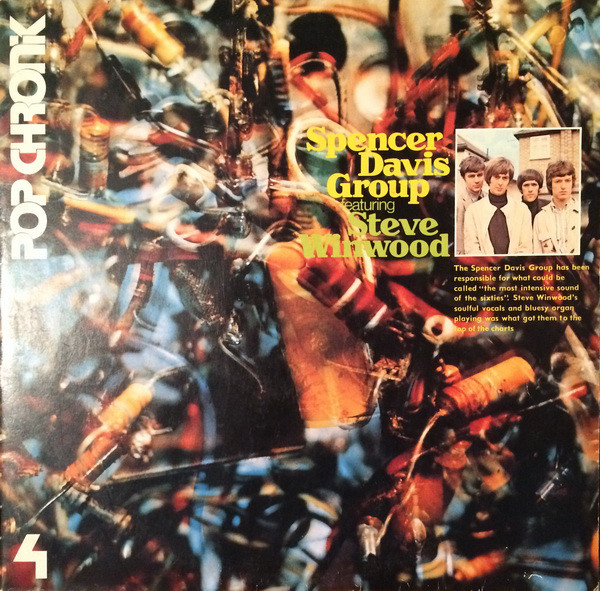 POP CHRONIK
4
Spencer
Davis
Group
featuring
Steve
Winwood
The Spencer Davis Group has been
responsible for what could be
called "the most intensive sound
of the sixties". Steve Winwood's
soulful vocals and bluesy organ
playing was what got them to the
top of the charts